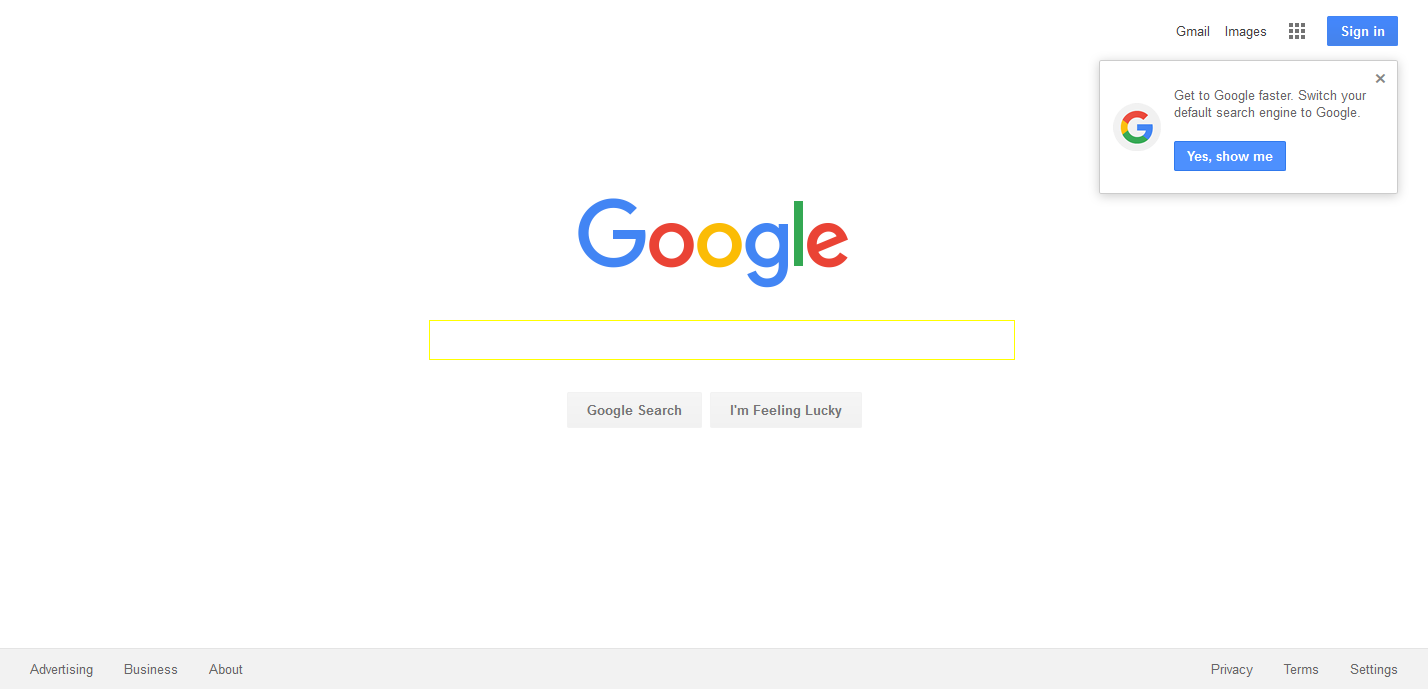 Gmail Images Sign in
Get to Google faster. Switch your
default search engine to Google.
Yes, show me
Google
Google Search I'm Feeling Lucky
Advertising Business About Privacy Terms Settings